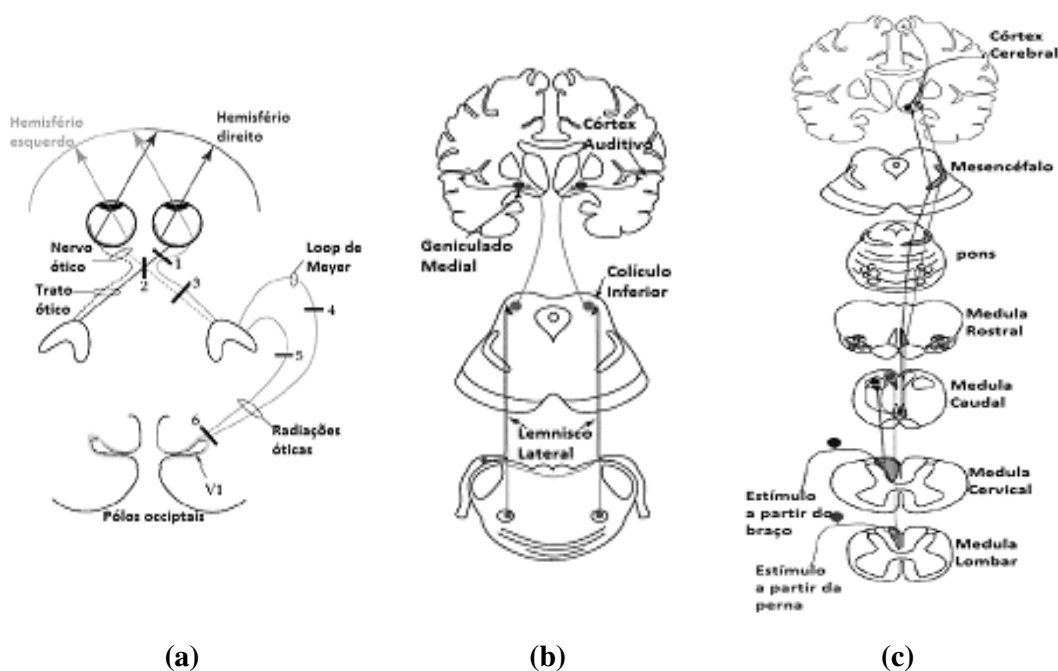 Hemisfério
esquerdo
Hemisfério
direito
Nervo
ótico
Trato
ótico
Loop de
Meyer
1
2
3
4
5
6
Radiações
óticas
V1
Pólos occiptais
(a)
Córtex
Auditivo
Geniculado
Medial
Colículo
Inferior
Lemnisco
Lateral
(b)
Córtex
Cerebral
Mesencéfalo
pons
Medula
Rostral
Medula
Caudal
Medula
Cervical
Estímulo
a partir do
braço
Medula
Lombar
Estímulo
a partir da
perna
(c)